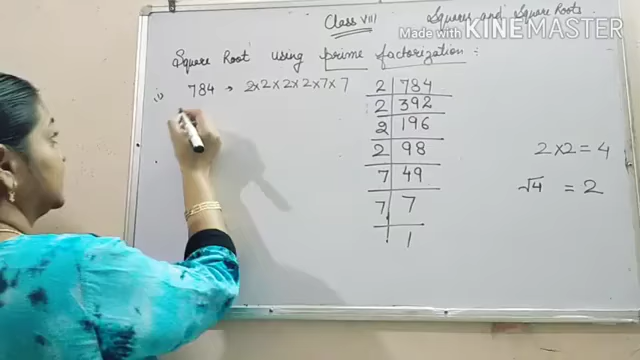 Made with KINEMASTER
Class VIII
Squares and Square Roots
Square Root using prime factorization :
(i) 784 → 2×2×2×2×7×7
2 | 784
2 | 392
2 | 196
2 | 98
7 | 49
7 | 7
1
2×2 = 4
√4 = 2